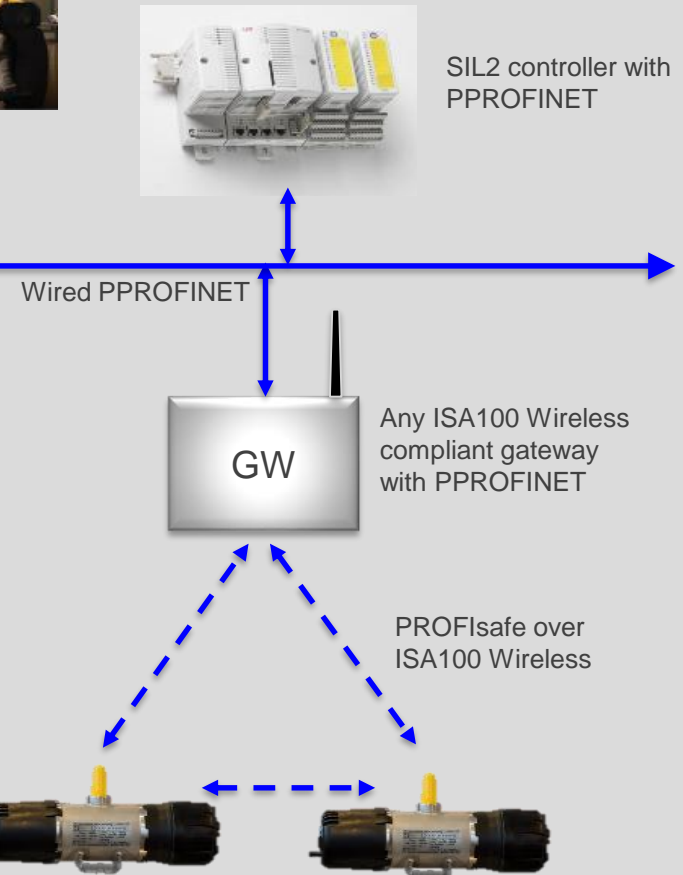 SIL2 controller with
PPROFINET
Wired PPROFINET
GW
Any ISA100 Wireless
compliant gateway
with PPROFINET
PROFIsafe over
ISA100 Wireless